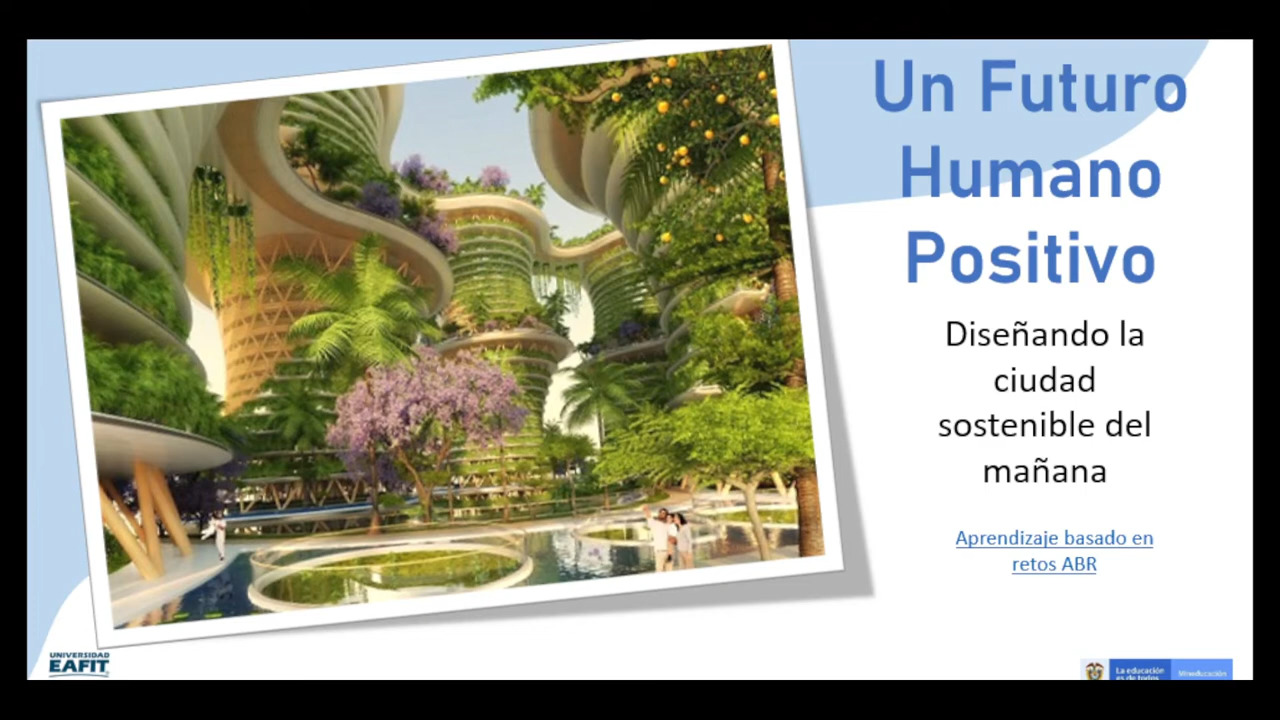 Un Futuro
Humano
Positivo
Diseñando la
ciudad
sostenible del
mañana
Aprendizaje basado en
retos ABR
UNIVERSIDAD
EAFIT
La educación
es de todos
Mineducación